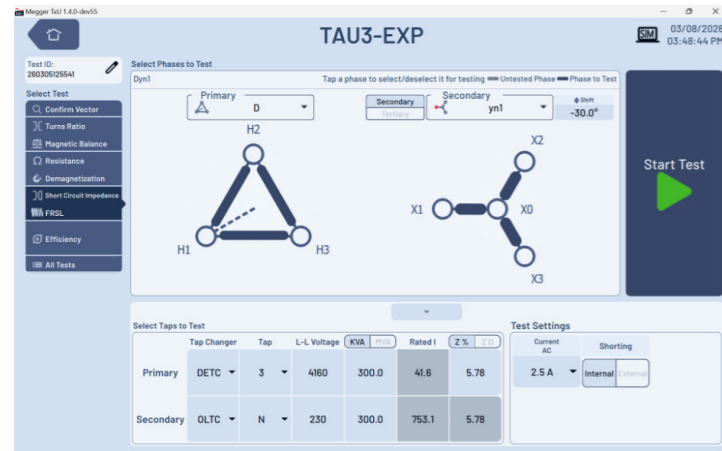 Megger TxU 1.4.0-dev55
TAU3-EXP
SIM
03/08/2026
03:48:44 PM
Test ID:
260305125541
Select Test
Confirm Vector
Turns Ratio
Magnetic Balance
Resistance
Demagnetization
Short Circuit Impedance
FRSL
Efficiency
All Tests
Select Phases to Test
Dyn1
Tap a phase to select/deselect it for testing
Untested Phase
Phase to Test
Primary
D
Secondary
Tertiary
Secondary
yn1
ϕ Shift
-30.0°
H2
H1
H3
X2
X1
X0
X3
Start Test
Select Taps to Test
Tap Changer Tap L-L Voltage KVA MVA Rated I Z % Z Ω
Primary DETC 3 4160 300.0 41.6 5.78
Secondary OLTC N 230 300.0 753.1 5.78
Test Settings
Current
AC
Shorting
2.5 A
Internal External